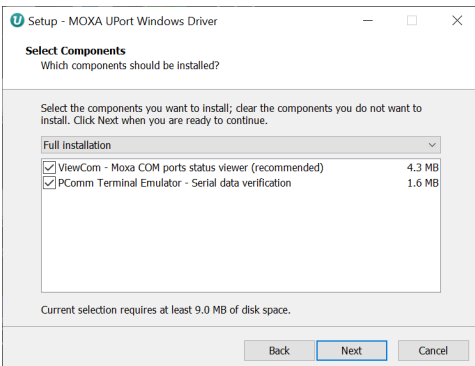 Setup - MOXA UPort Windows Driver
Select Components
Which components should be installed?
Select the components you want to install; clear the components you do not want to
install. Click Next when you are ready to continue.
Full installation
ViewCom - Moxa COM ports status viewer (recommended) 4.3 MB
PComm Terminal Emulator - Serial data verification 1.6 MB
Current selection requires at least 9.0 MB of disk space.
Back Next Cancel